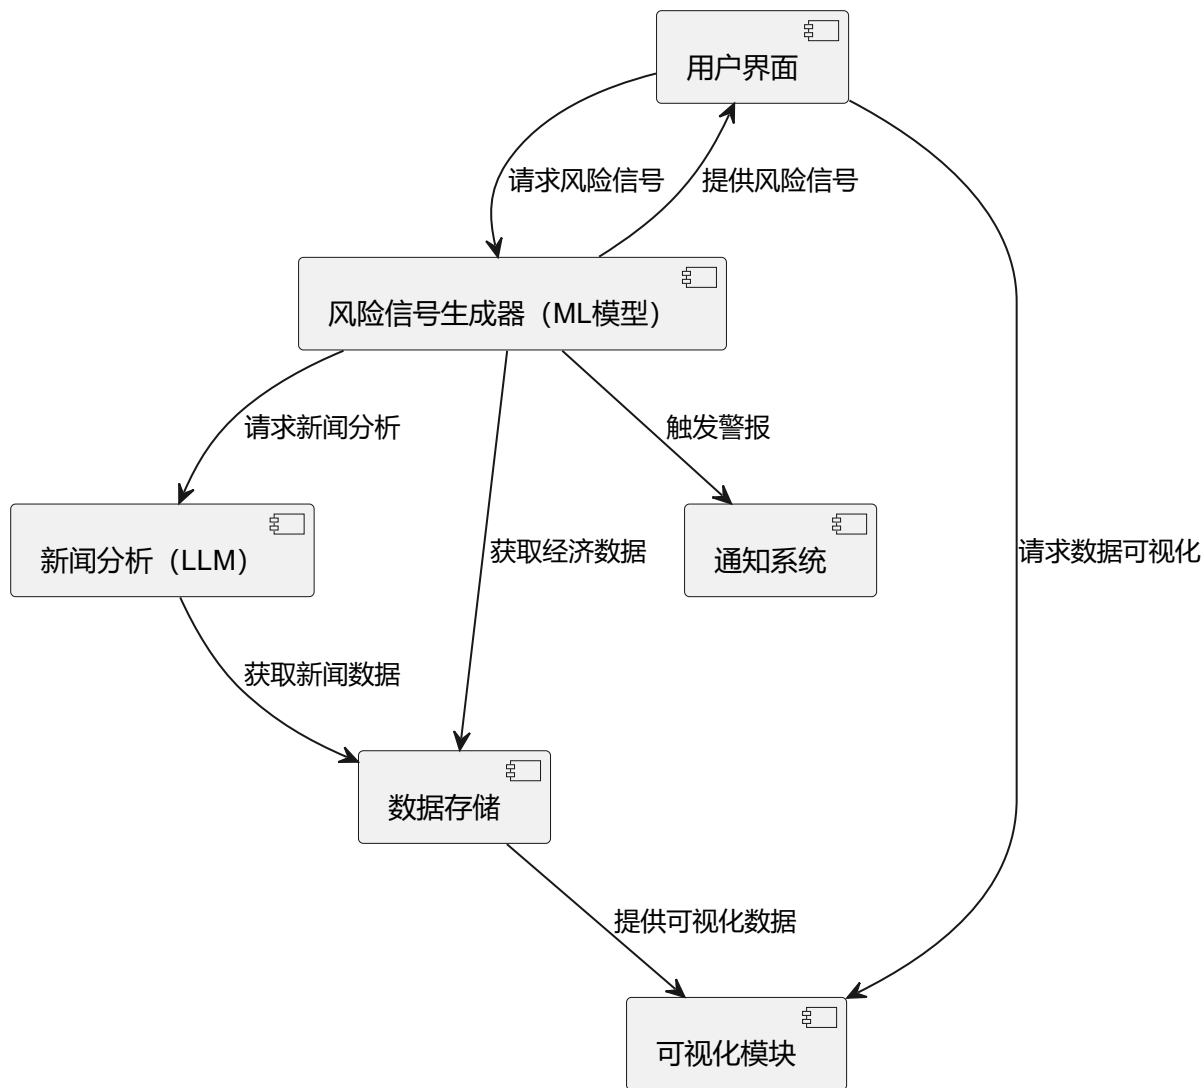 用户界面
请求风险信号
提供风险信号
风险信号生成器（ML模型）
请求新闻分析
触发警报
获取经济数据
请求数据可视化
新闻分析（LLM）
通知系统
获取新闻数据
数据存储
提供可视化数据
可视化模块